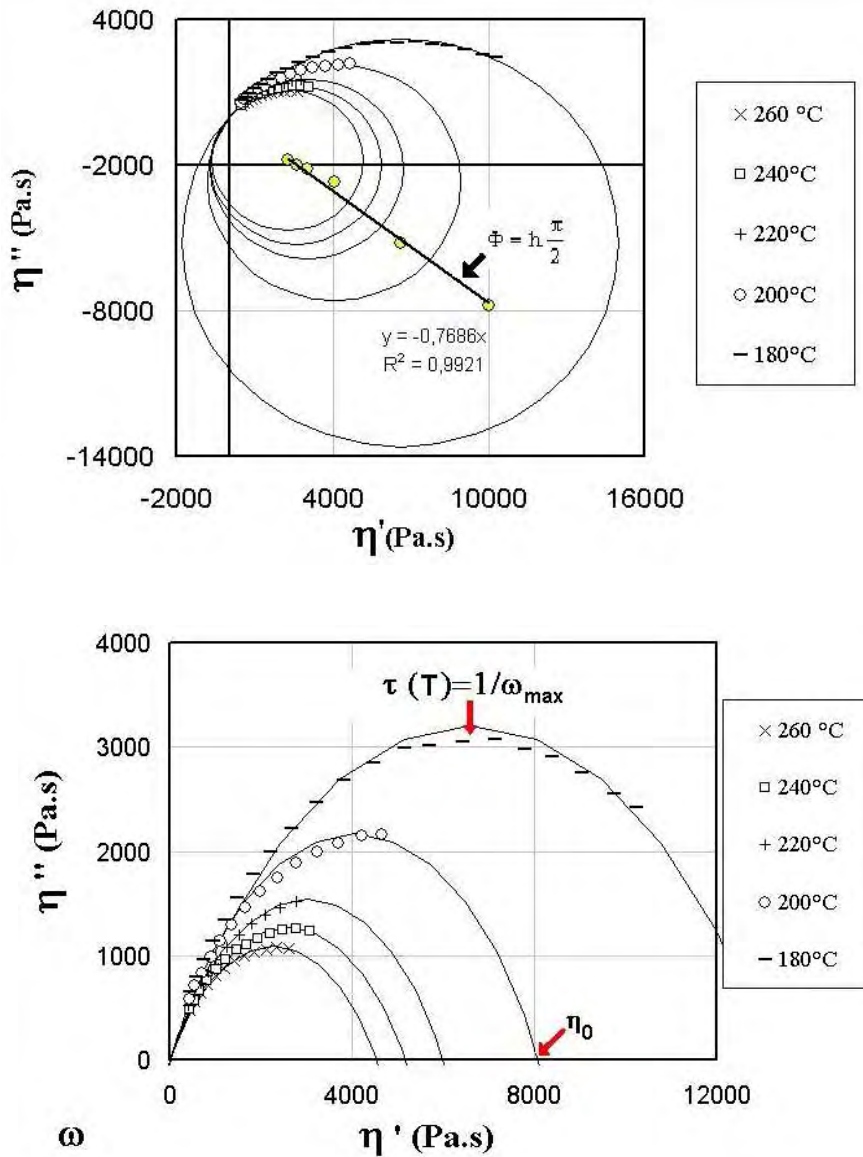 4000
-2000
-8000
-14000
η'' (Pa.s)
-2000
4000
10000
16000
η'(Pa.s)
Φ = h π/2
y = -0,7686x
R² = 0,9921
260 °C
240°C
220°C
200°C
180°C
4000
3000
2000
1000
0
η'' (Pa.s)
τ (T)=1/ωmax
η0
0
4000
8000
12000
ω
η ' (Pa.s)
260 °C
240°C
220°C
200°C
180°C